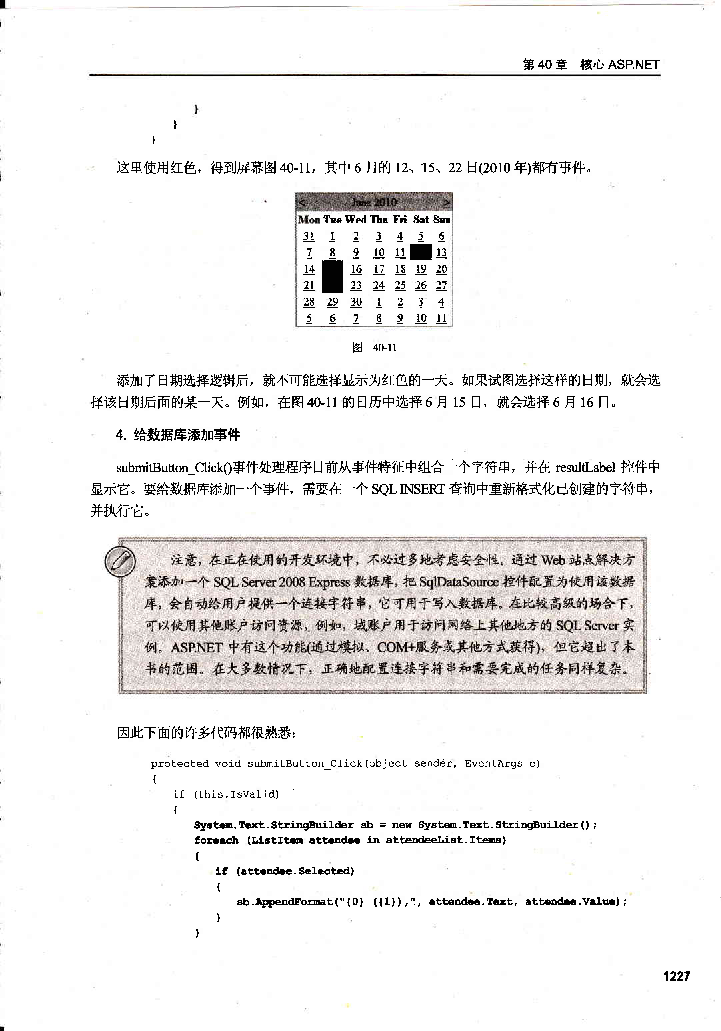 第 40 章 核心 ASP.NET
}
}
}
这里使用红色，得到屏幕图 40-11，其中 6 月的 12、15、22 日(2010 年)都有事件。
< June 2010 >
Mon Tue Wed Thu Fri Sat Sun
31 1 2 3 4 5 6
7 8 9 10 11 13
14 16 17 18 19 20
21 23 24 25 26 27
28 29 30 1 2 3 4
5 6 7 8 9 10 11
图 40-11
添加了日期选择逻辑后，就不可能选择显示为红色的一天。如果试图选择这样的日期，就会选
择该日期后面的某一天。例如，在图 40-11 的日历中选择 6 月 15 日，就会选择 6 月 16 日。
4. 给数据库添加事件
submitButton_Click()事件处理程序目前从事件特征中组合一个字符串，并在 resultLabel 控件中
显示它。要给数据库添加一个事件，需要在一个 SQL INSERT 查询中重新格式化已创建的字符串，
并执行它。
注意，在正在使用的开发环境中，不必过多地考虑安全性。通过 Web 站点解决方
案添加一个 SQL Server 2008 Express 数据库，把 SqlDataSource 控件配置为使用该数据
库，会自动给用户提供一个连接字符串，它可用于写入数据库。在比较高级的场合下，
可以使用其他账户访问资源，例如，域账户用于访问网络上其他地方的 SQL Server 实
例。ASP.NET 中有这个功能(通过模拟、COM+服务或其他方式获得)，但它超出了本
书的范围。在大多数情况下，正确地配置连接字符串和需要完成的任务同样复杂。
因此下面的许多代码都很熟悉：
protected void submitButton_Click(object sender, EventArgs e)
{
if (this.IsValid)
{
System.Text.StringBuilder sb = new System.Text.StringBuilder();
foreach (ListItem attendee in attendeeList.Items)
{
if (attendee.Selected)
{
sb.AppendFormat("{0} ({1}),", attendee.Text, attendee.Value);
}
}
1227